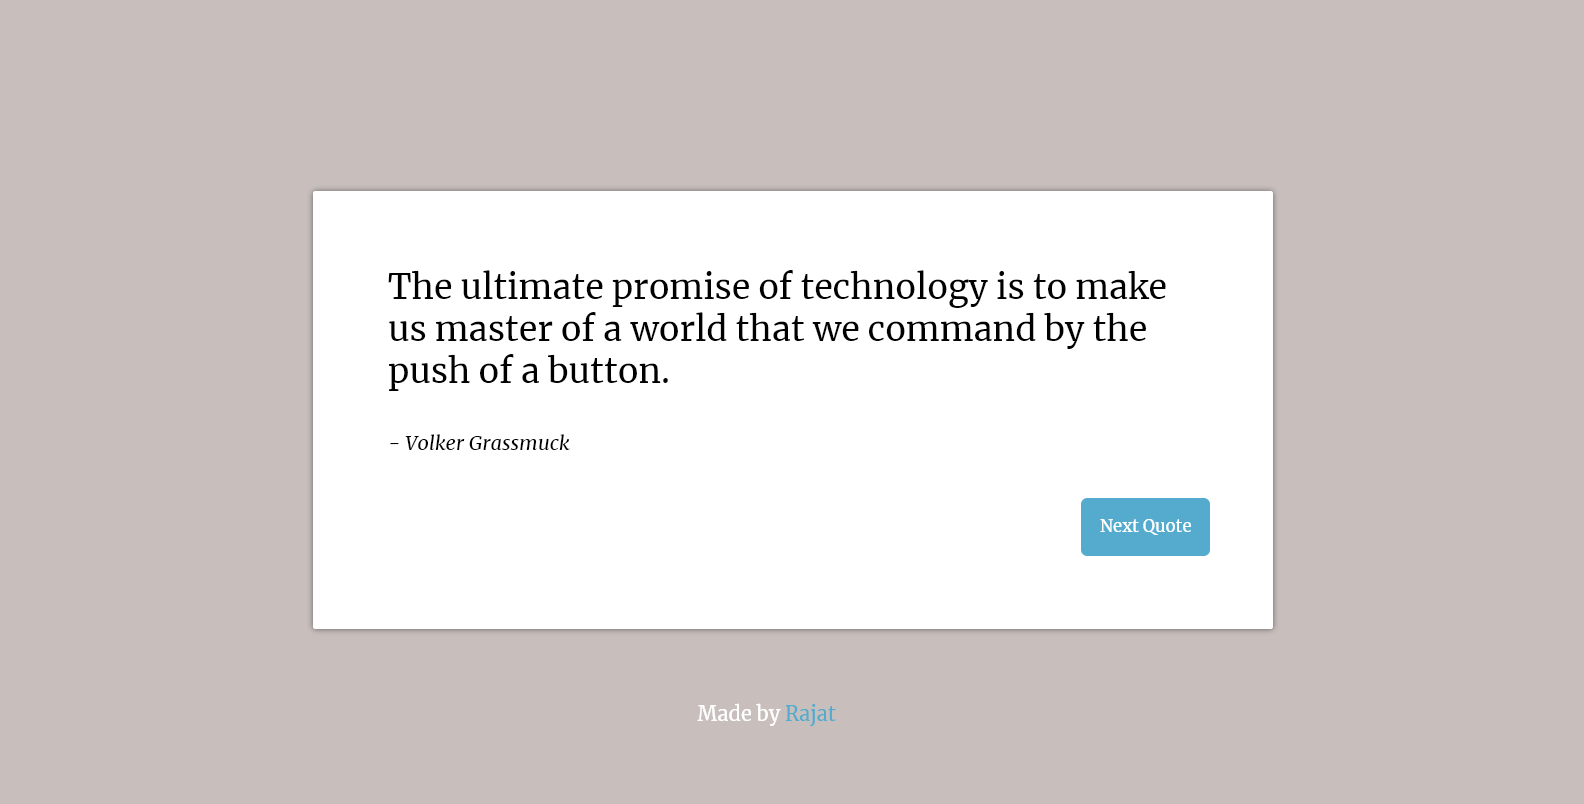 The ultimate promise of technology is to make
us master of a world that we command by the
push of a button.
- Volker Grassmuck
Next Quote
Made by Rajat